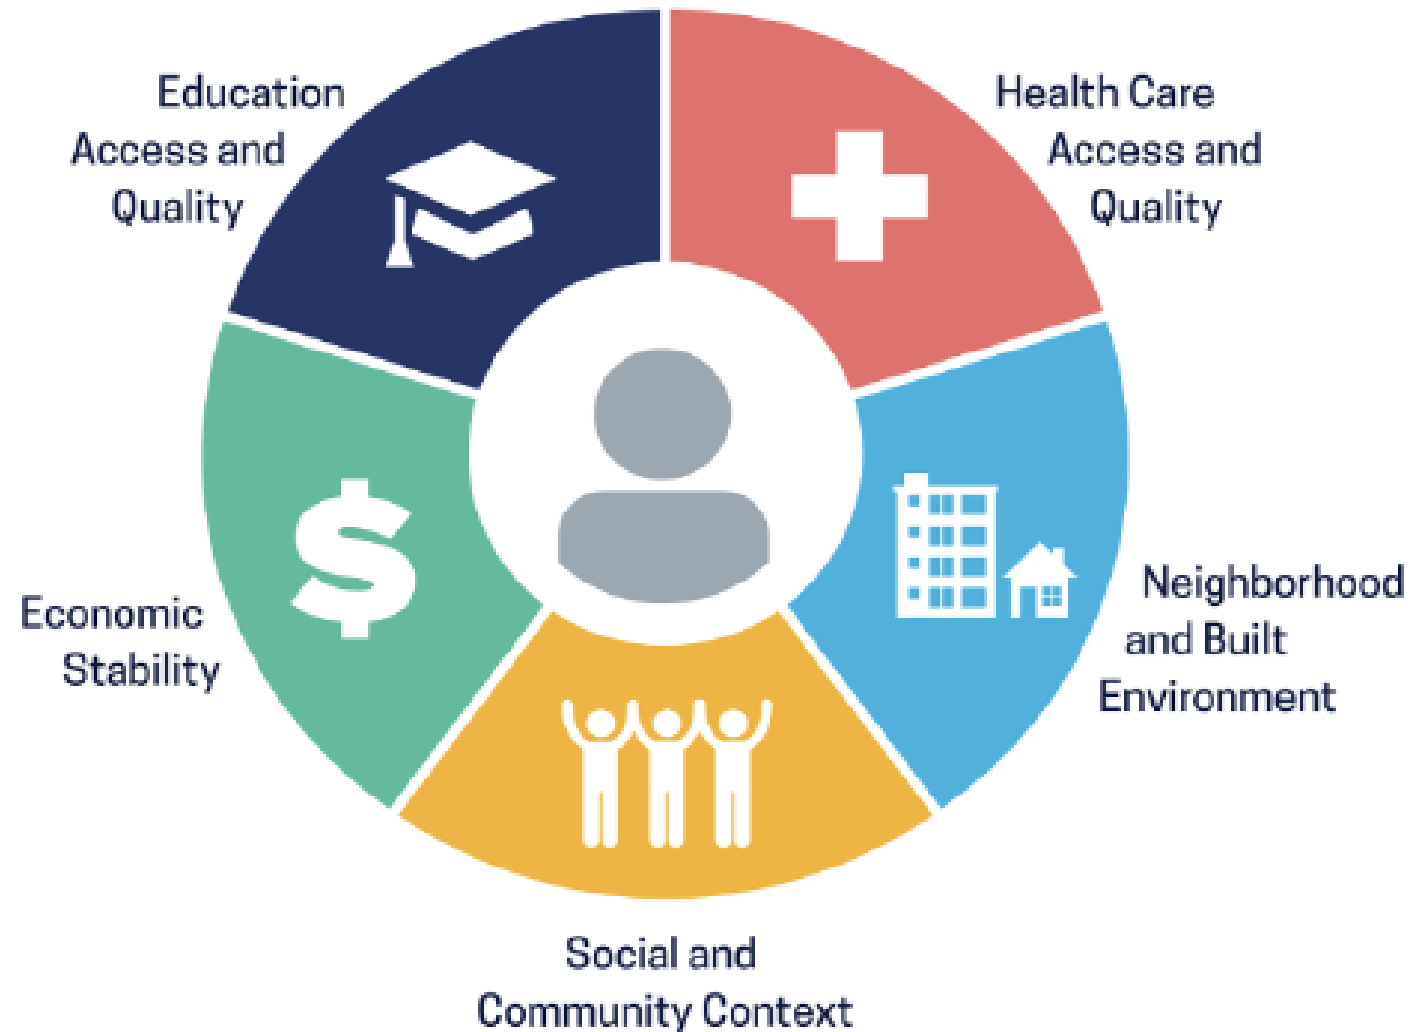 Education
Access and
Quality
Health Care
Access and
Quality
Economic
Stability
Neighborhood
and Built
Environment
Social and
Community Context